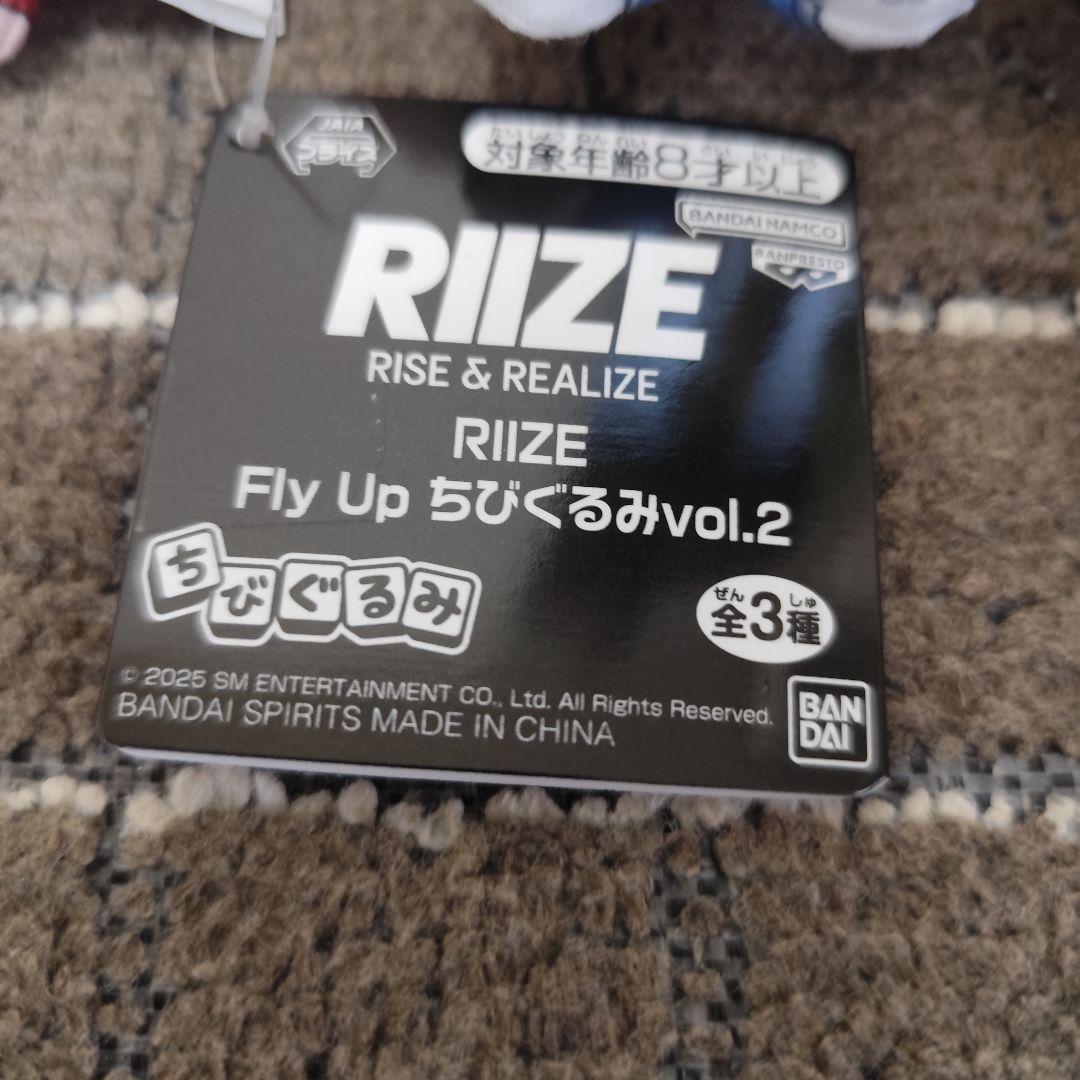 JAIA
プライズ
たいしょうねんれい さい いじょう
対象年齢8才以上
BANDAI NAMCO
BANPRESTO
RIIZE
RISE & REALIZE
RIIZE
Fly Up ちびぐるみvol.2
ちびぐるみ
ぜん しゅ
全3種
© 2025 SM ENTERTAINMENT CO., Ltd. All Rights Reserved.
BANDAI SPIRITS MADE IN CHINA
BAN
DAI